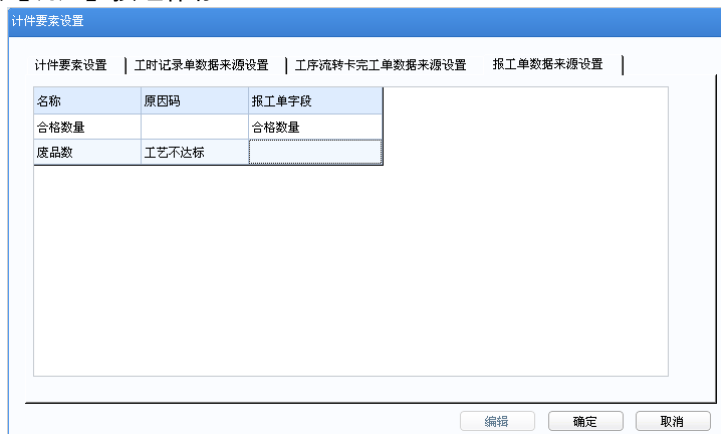 计件要素设置
计件要素设置 工时记录单数据来源设置 工序流转卡完工单数据来源设置 报工单数据来源设置
名称 原因码 报工单字段
合格数量 合格数量
废品数 工艺不达标
编辑 确定 取消